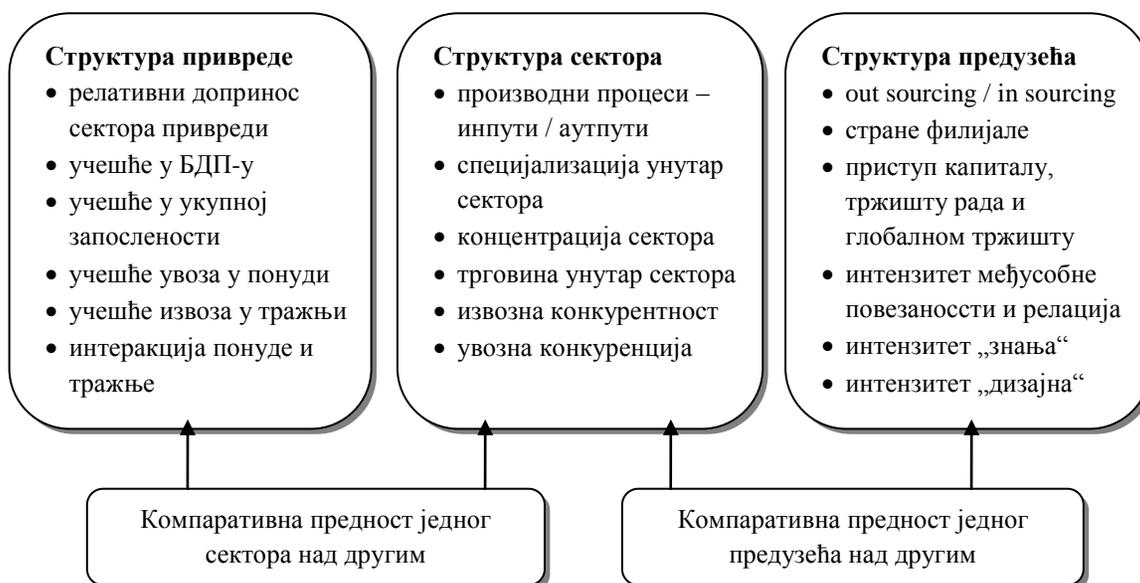 Структура привреде
• релативни допринос
сектора привреди
• учешће у БДП-у
• учешће у укупној
запослености
• учешће увоза у понуди
• учешће извоза у тражњи
• интеракција понуде и
тражње
Структура сектора
• производни процеси –
инпути / аутпути
• специјализација унутар
сектора
• концентрација сектора
• трговина унутар сектора
• извозна конкурентност
• увозна конкуренција
Структура предузећа
• out sourcing / in sourcing
• стране филијале
• приступ капиталу,
тржишту рада и
глобалном тржишту
• интензитет међусобне
повезаноссти и релација
• интензитет „знања“
• интензитет „дизајна“
Компаративна предност једног
сектора над другим
Компаративна предност једног
предузећа над другим